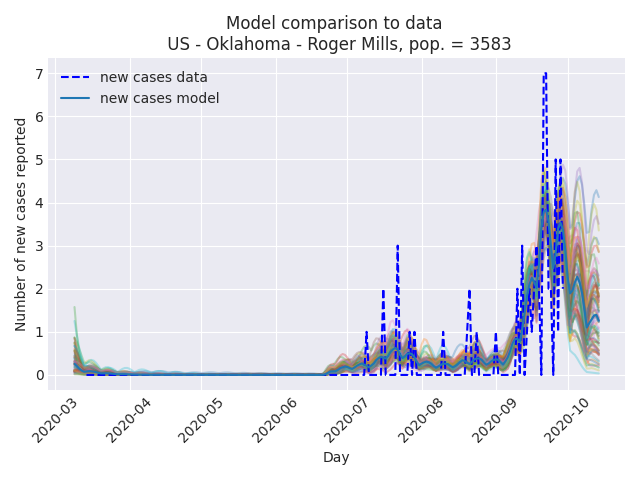 Model comparison to data
US - Oklahoma - Roger Mills, pop. = 3583
new cases data
new cases model
Number of new cases reported
7
6
5
4
3
2
1
0
2020-03
2020-04
2020-05
2020-06
2020-07
2020-08
2020-09
2020-10
Day